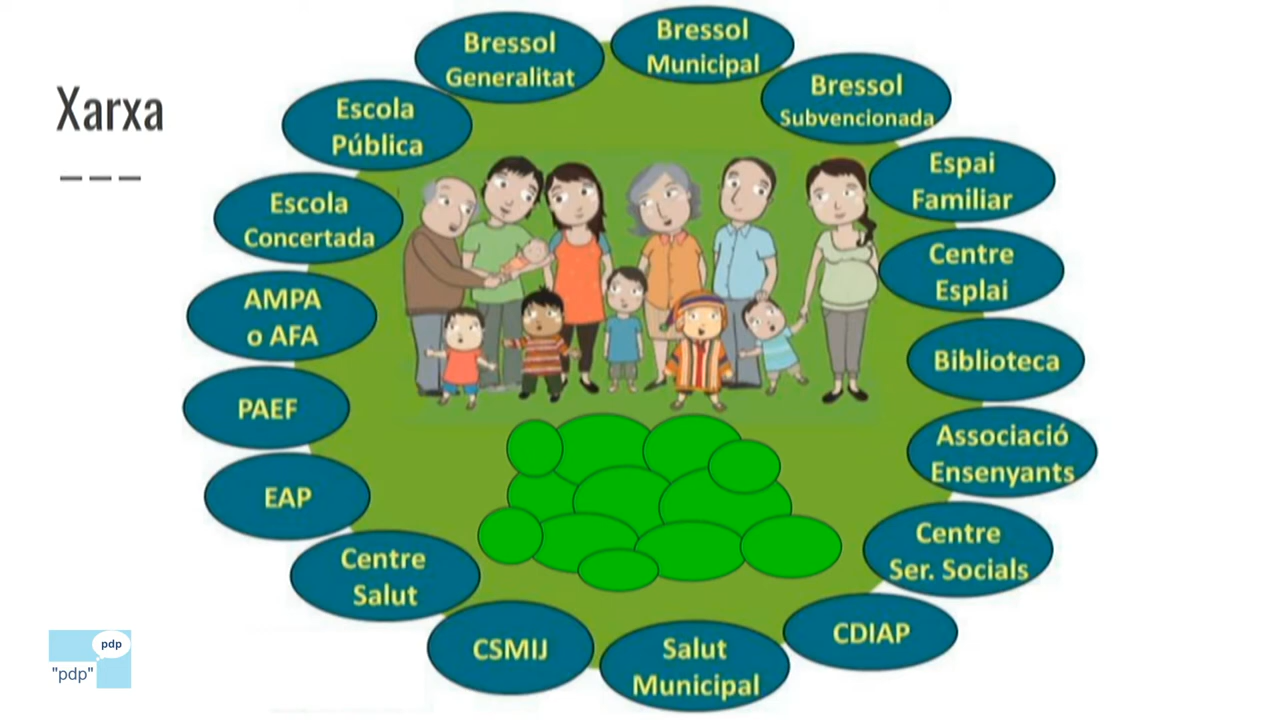 Xarxa
Bressol
Generalitat
Bressol
Municipal
Bressol
Subvencionada
Espai
Familiar
Centre
Esplai
Biblioteca
Associació
Ensenyants
Centre
Ser. Socials
CDIAP
Salut
Municipal
CSMIJ
Centre
Salut
EAP
PAEF
AMPA
o AFA
Escola
Concertada
Escola
Pública
pdp
"pdp"